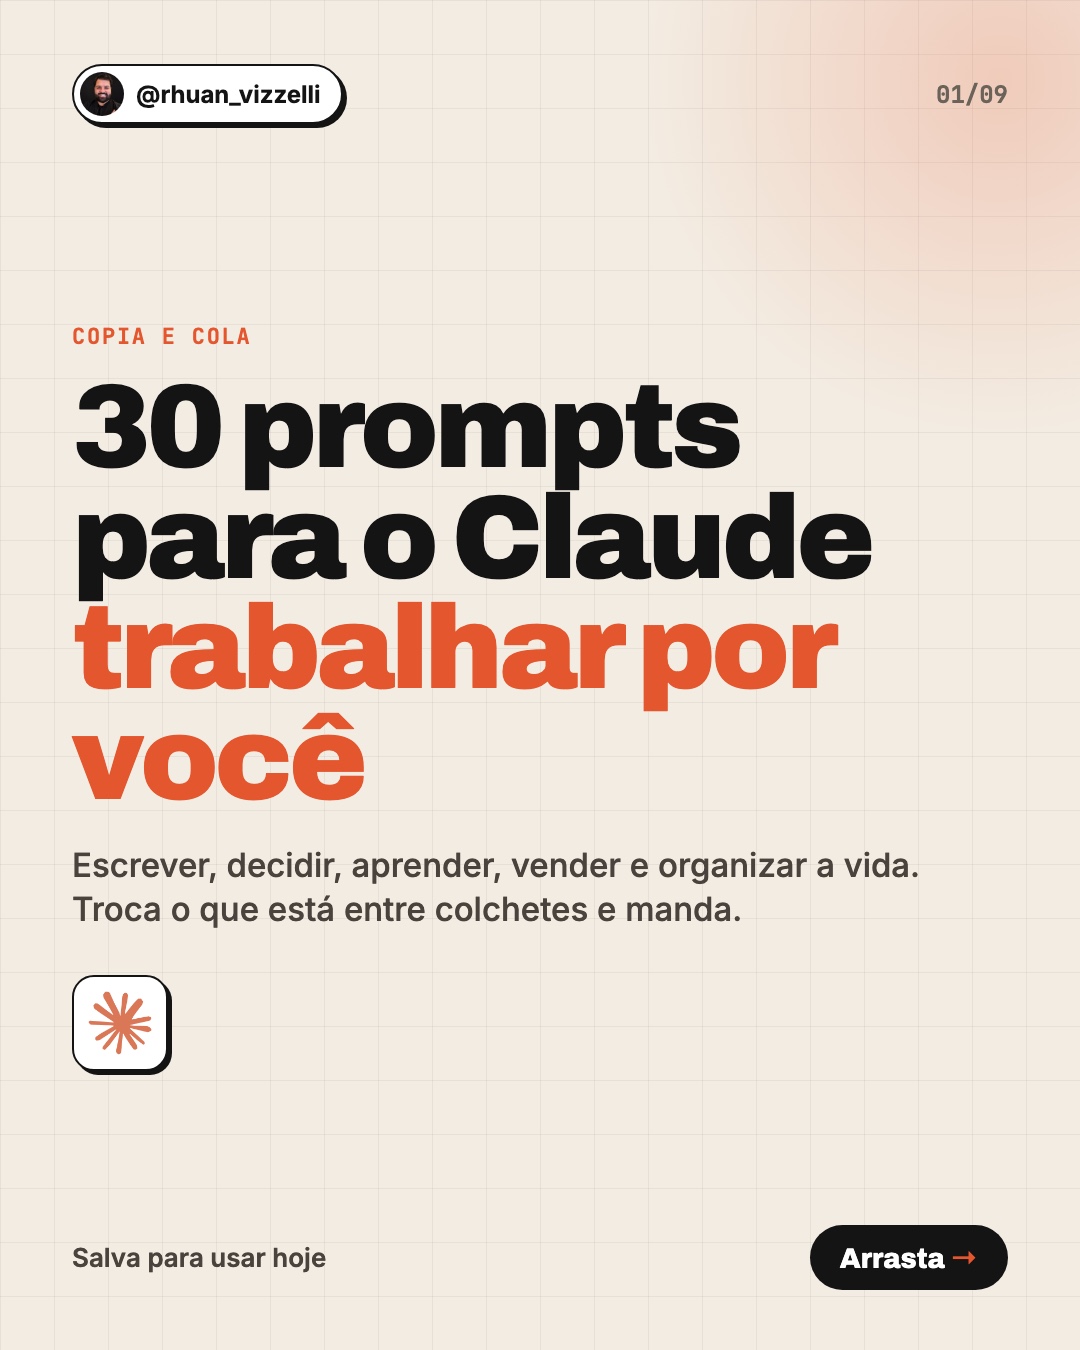 @rhuan_vizzelli
01/09
COPIA E COLA
30 prompts
para o Claude
trabalhar por
você
Escrever, decidir, aprender, vender e organizar a vida.
Troca o que está entre colchetes e manda.
Salva para usar hoje
Arrasta →